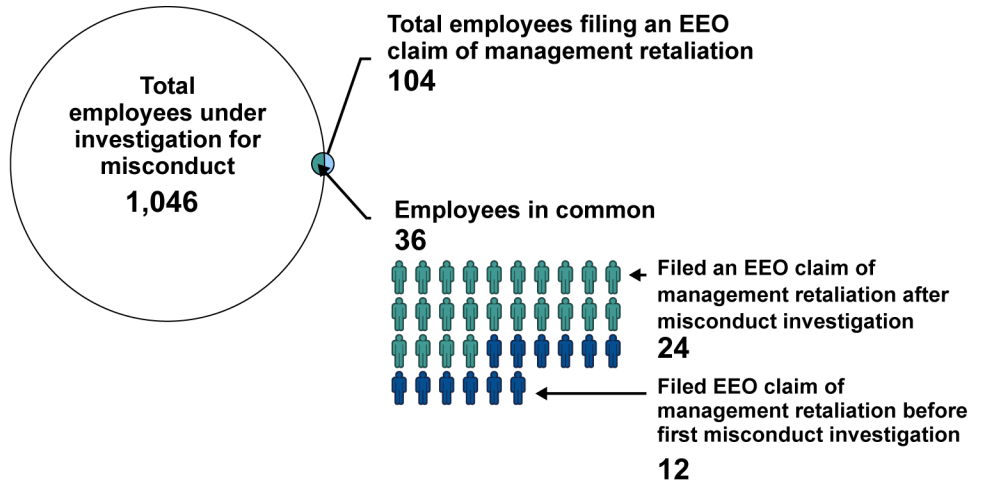 Total
employees under
investigation for
misconduct
1,046
Total employees filing an EEO
claim of management retaliation
104
Employees in common
36
Filed an EEO claim of
management retaliation after
misconduct investigation
24
Filed EEO claim of
management retaliation before
first misconduct investigation
12